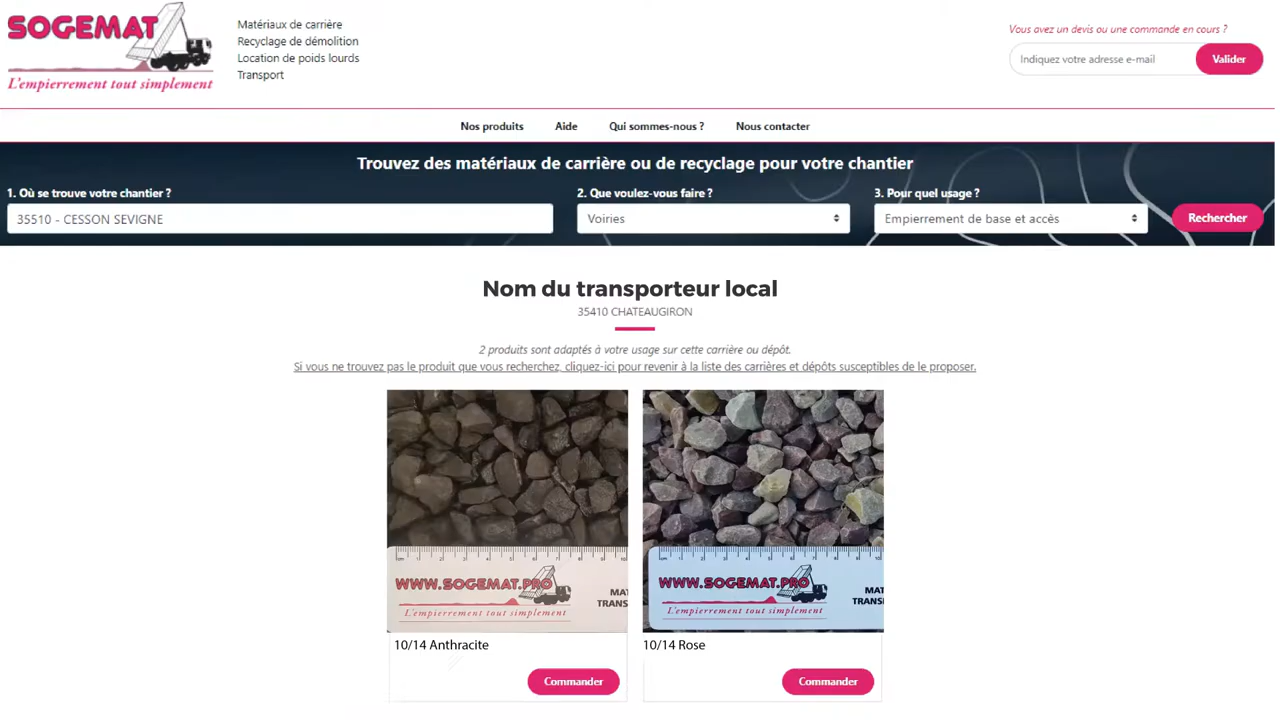 SOGEMAT
L'empierrement tout simplement
Matériaux de carrière
Recyclage de démolition
Location de poids lourds
Transport
Vous avez un devis ou une commande en cours ?
Indiquez votre adresse e-mail
Valider
Nos produits
Aide
Qui sommes-nous ?
Nous contacter
Trouvez des matériaux de carrière ou de recyclage pour votre chantier
1. Où se trouve votre chantier ?
35510 - CESSON SEVIGNE
2. Que voulez-vous faire ?
Voiries
3. Pour quel usage ?
Empierrement de base et accès
Rechercher
Nom du transporteur local
35410 CHATEAUGIRON
2 produits sont adaptés à votre usage sur cette carrière ou dépôt.
Si vous ne trouvez pas le produit que vous recherchez, cliquez-ici pour revenir à la liste des carrières et dépôts susceptibles de le proposer.
WWW.SOGEMAT.PRO
L'empierrement tout simplement
MAT
TRANS
10/14 Anthracite
Commander
WWW.SOGEMAT.PRO
L'empierrement tout simplement
MAT
TRANS
10/14 Rose
Commander